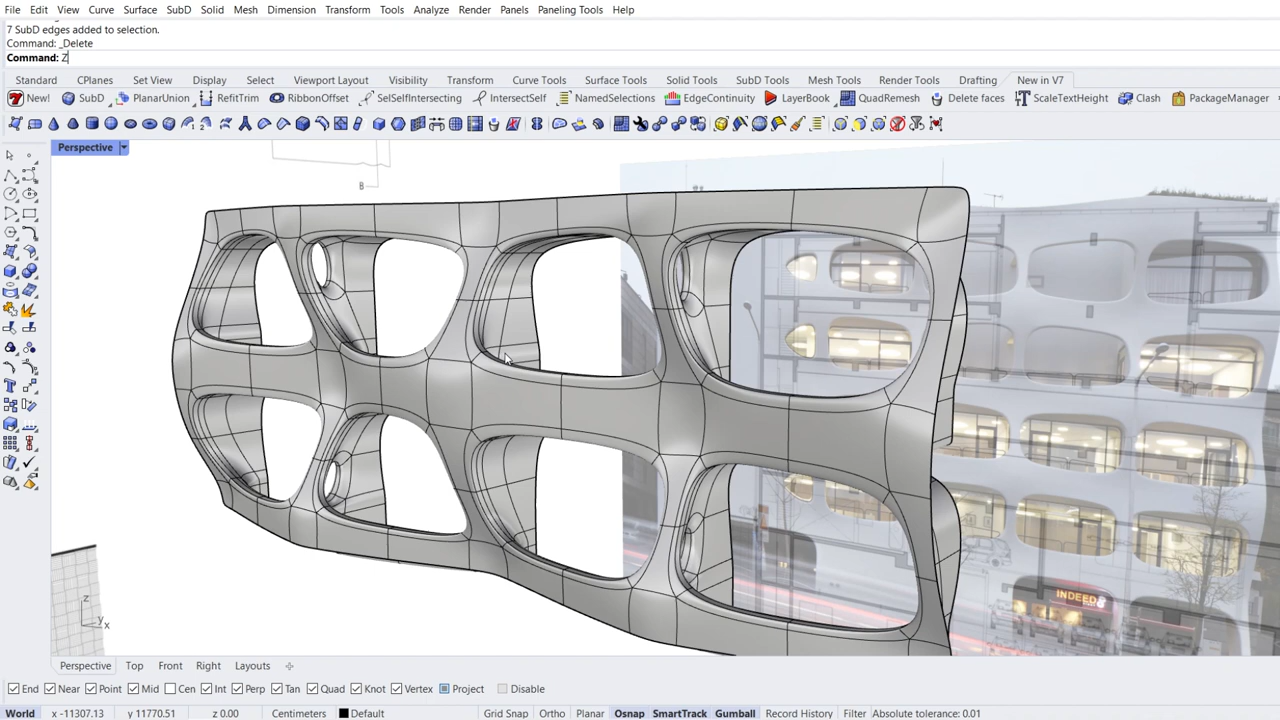 File Edit View Curve Surface SubD Solid Mesh Dimension Transform Tools Analyze Render Panels Paneling Tools Help
7 SubD edges added to selection.
Command: _Delete
Command: Z
Standard CPlanes Set View Display Select Viewport Layout Visibility Transform Curve Tools Surface Tools Solid Tools SubD Tools Mesh Tools Render Tools Drafting New in V7
New! SubD PlanarUnion RefitTrim RibbonOffset SelSelfIntersecting IntersectSelf NamedSelections EdgeContinuity LayerBook QuadRemesh Delete faces ScaleTextHeight Clash PackageManager
Perspective
B
INDEED
z
y
x
Perspective Top Front Right Layouts
End Near Point Mid Cen Int Perp Tan Quad Knot Vertex Project Disable
World x -11307.13 y 11770.51 z 0.00 Centimeters Default Grid Snap Ortho Planar Osnap SmartTrack Gumball Record History Filter Absolute tolerance: 0.01